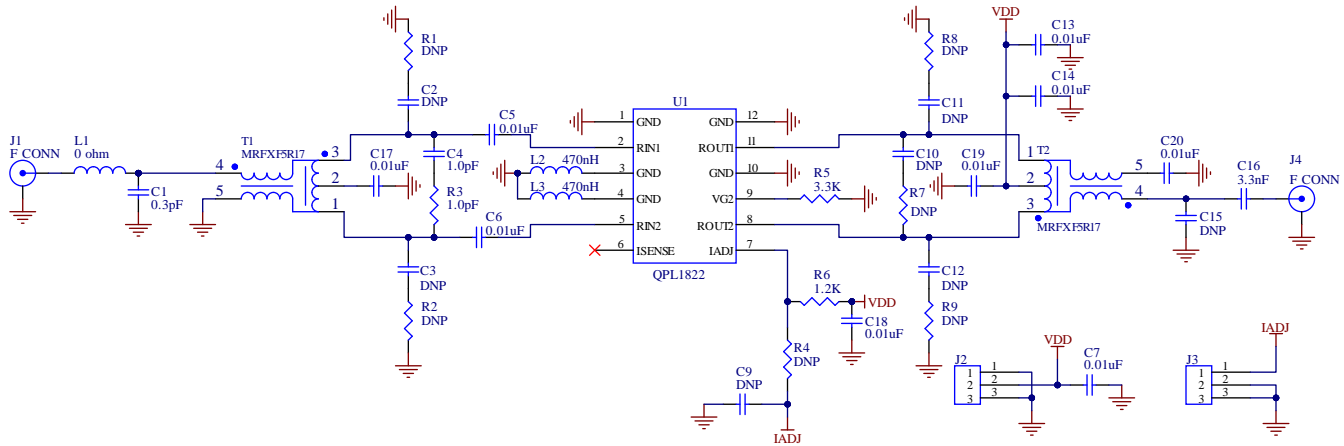 J1
F CONN
L1
0 ohm
C1
0.3pF
T1
MRFXF5R17
4
5
3
2
1
C17
0.01uF
R1
DNP
C2
DNP
C4
1.0pF
R3
1.0pF
C3
DNP
R2
DNP
C5
0.01uF
C6
0.01uF
L2
470nH
L3
470nH
U1
1
GND
2
RIN1
3
GND
4
GND
5
RIN2
6
ISENSE
12
GND
11
ROUT1
10
GND
9
VG2
8
ROUT2
7
IADJ
QPL1822
R5
3.3K
R6
1.2K
VDD
C18
0.01uF
R4
DNP
C9
DNP
IADJ
R8
DNP
C11
DNP
C10
DNP
R7
DNP
C12
DNP
R9
DNP
C19
0.01uF
VDD
C13
0.01uF
C14
0.01uF
T2
1
2
3
5
4
MRFXF5R17
C20
0.01uF
C15
DNP
C16
3.3nF
J4
F CONN
J2
1
2
3
1
2
3
VDD
C7
0.01uF
J3
1
2
3
1
2
3
IADJ